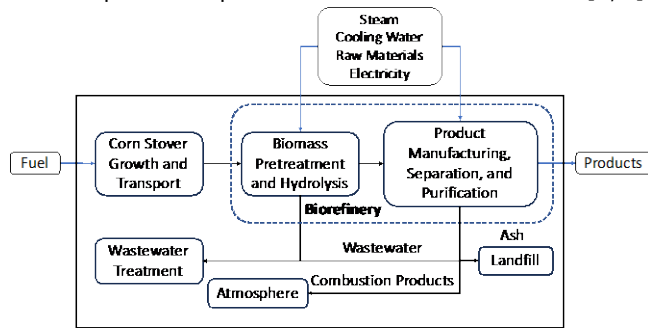 Steam
Cooling Water
Raw Materials
Electricity
Fuel
Corn Stover
Growth and
Transport
Biomass
Pretreatment
and Hydrolysis
Product
Manufacturing,
Separation, and
Purification
Products
Biorefinery
Wastewater
Treatment
Wastewater
Ash
Landfill
Combustion Products
Atmosphere